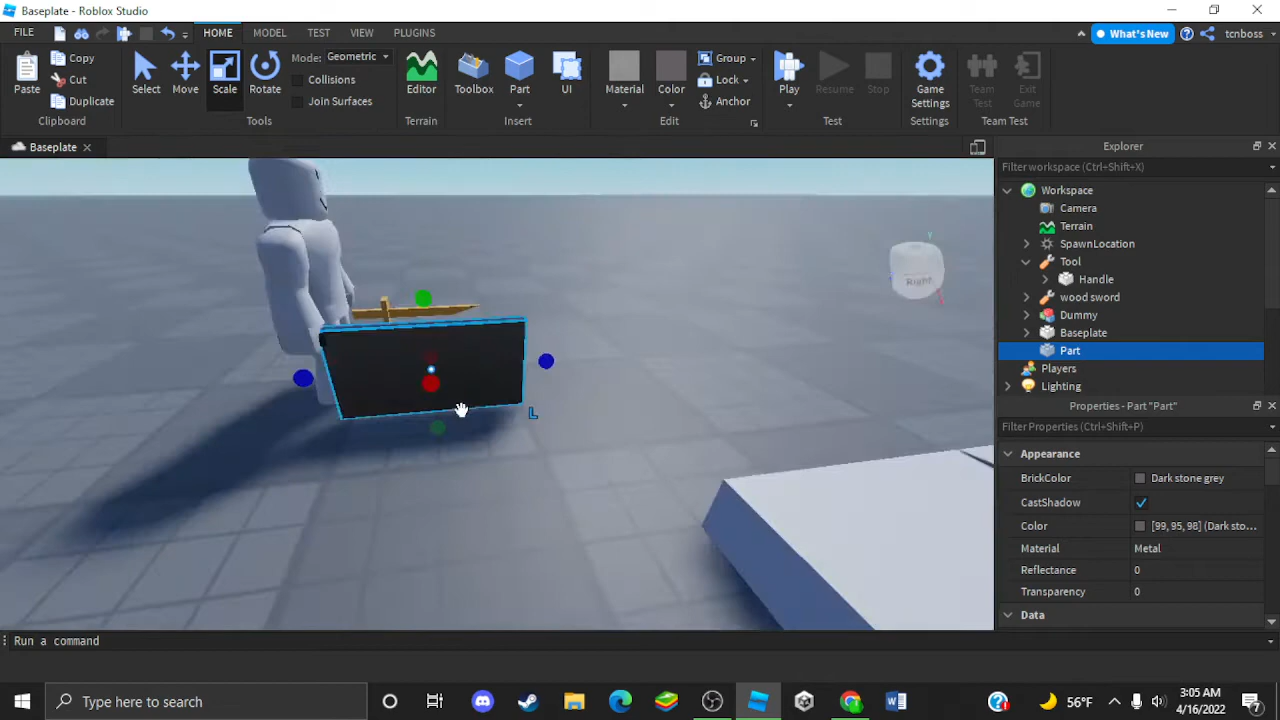 Baseplate - Roblox Studio
FILE HOME MODEL TEST VIEW PLUGINS What's New tcnboss
Paste Copy Cut Duplicate Clipboard
Select Move Scale Rotate Tools
Mode: Geometric
Collisions
Join Surfaces
Editor Terrain
Toolbox Part UI Insert
Material Color Group Lock Anchor Edit
Play Resume Stop Test
Game Settings Settings
Team Test Exit Game Team Test
Baseplate
Right
Y
L
Explorer
Filter workspace (Ctrl+Shift+X)
Workspace
Camera
Terrain
SpawnLocation
Tool
Handle
wood sword
Dummy
Baseplate
Part
Players
Lighting
Properties - Part "Part"
Filter Properties (Ctrl+Shift+P)
Appearance
BrickColor Dark stone grey
CastShadow
Color [99, 95, 98] (Dark sto...
Material Metal
Reflectance 0
Transparency 0
Data
Run a command
Type here to search
56°F
3:05 AM
4/16/2022
7